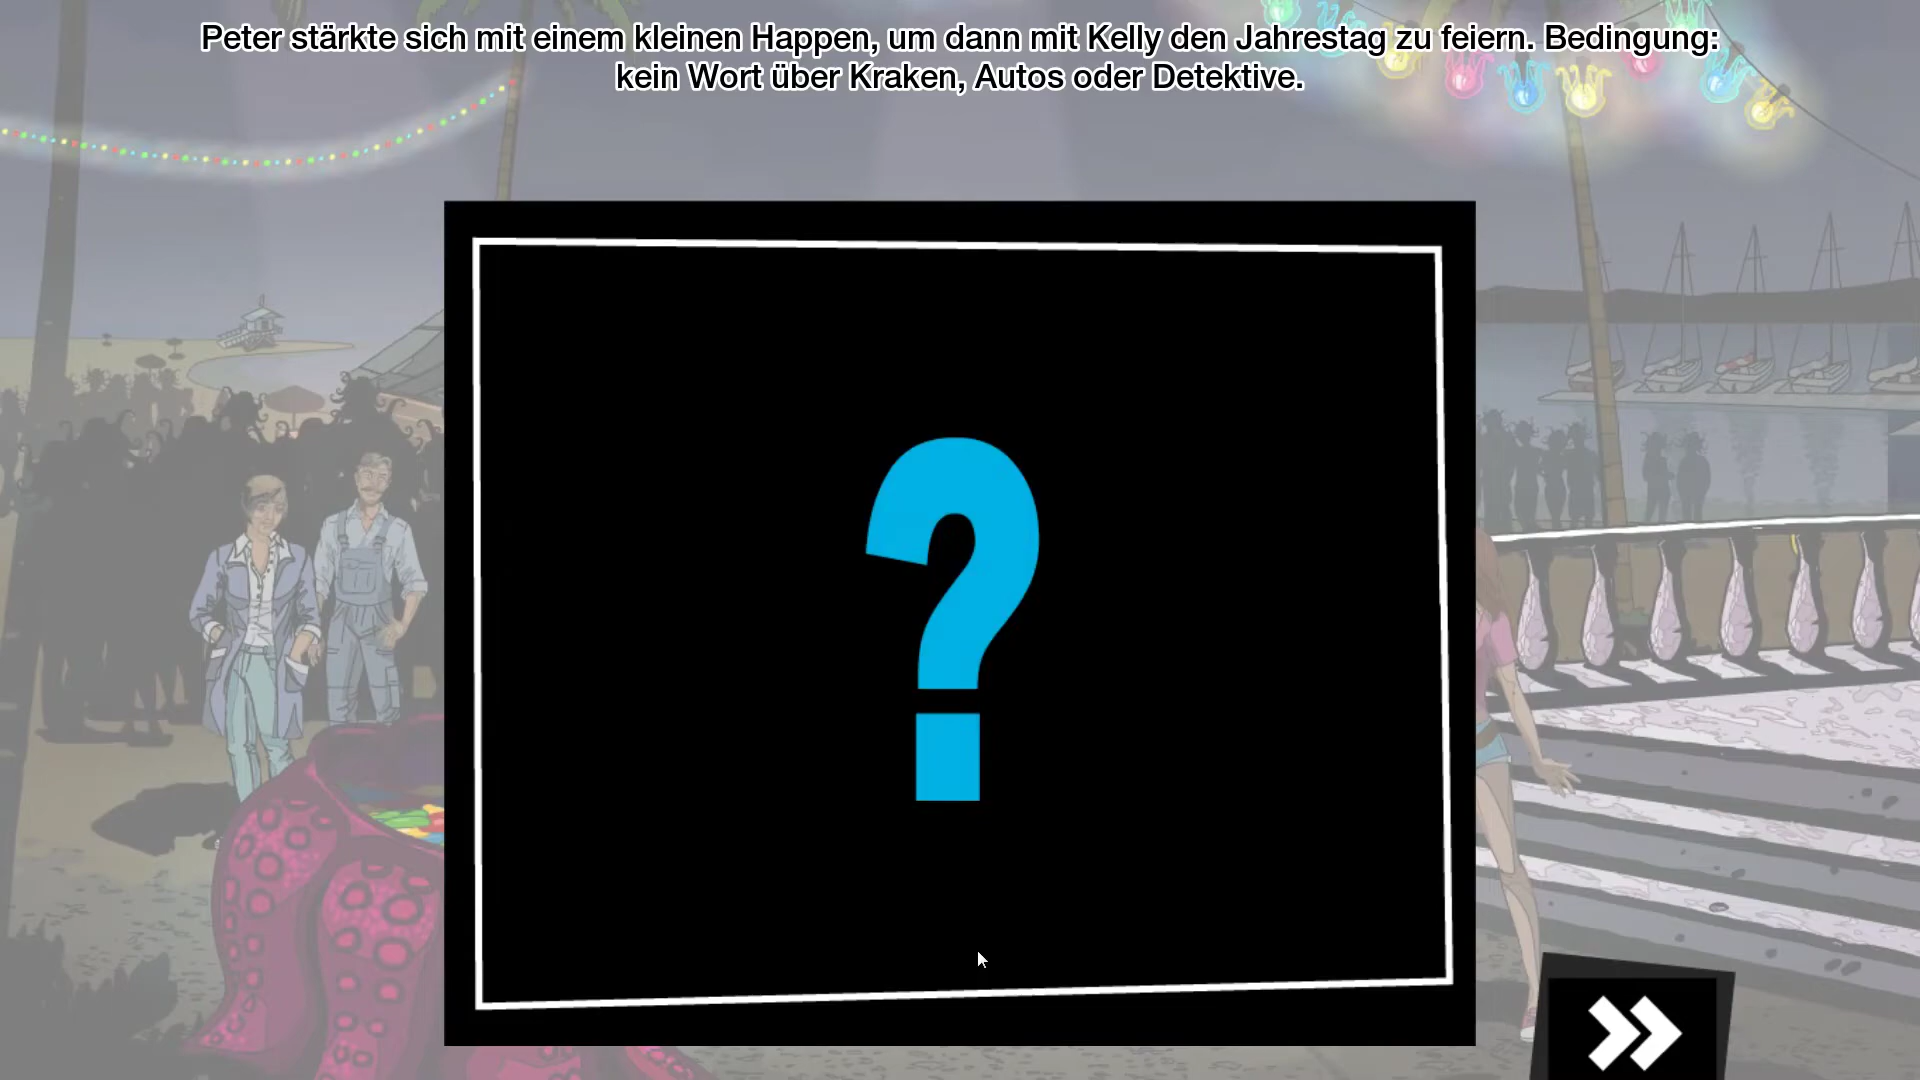 Peter stärkte sich mit einem kleinen Happen, um dann mit Kelly den Jahrestag zu feiern. Bedingung:
kein Wort über Kraken, Autos oder Detektive.
?